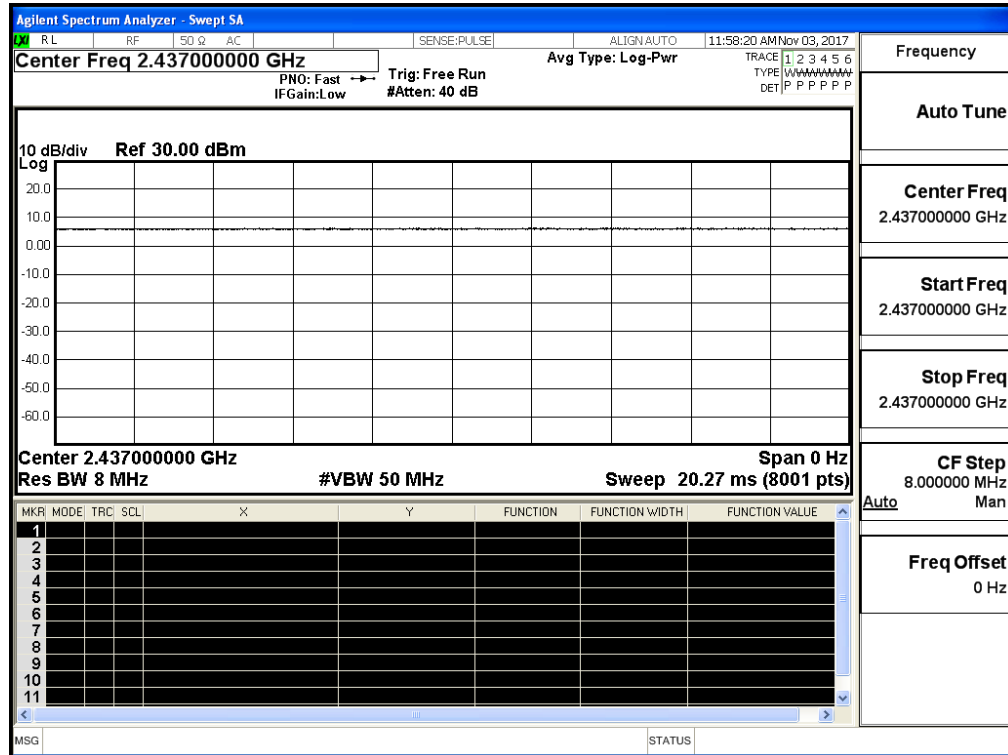 Agilent Spectrum Analyzer - Swept SA
LXI RL RF 50 Ω AC SENSE:PULSE ALIGN AUTO 11:58:20 AM Nov 03, 2017
Center Freq 2.437000000 GHz
PNO: Fast
IFGain:Low
Trig: Free Run
#Atten: 40 dB
Avg Type: Log-Pwr
TRACE 1 2 3 4 5 6
TYPE WWWWWW
DET P P P P P P
10 dB/div Ref 30.00 dBm
Log
20.0
10.0
0.00
-10.0
-20.0
-30.0
-40.0
-50.0
-60.0
Center 2.437000000 GHz Span 0 Hz
Res BW 8 MHz #VBW 50 MHz Sweep 20.27 ms (8001 pts)
MKR MODE TRC SCL X Y FUNCTION FUNCTION WIDTH FUNCTION VALUE
1
2
3
4
5
6
7
8
9
10
11
MSG STATUS
Frequency
Auto Tune
Center Freq
2.437000000 GHz
Start Freq
2.437000000 GHz
Stop Freq
2.437000000 GHz
CF Step
8.000000 MHz
Auto Man
Freq Offset
0 Hz